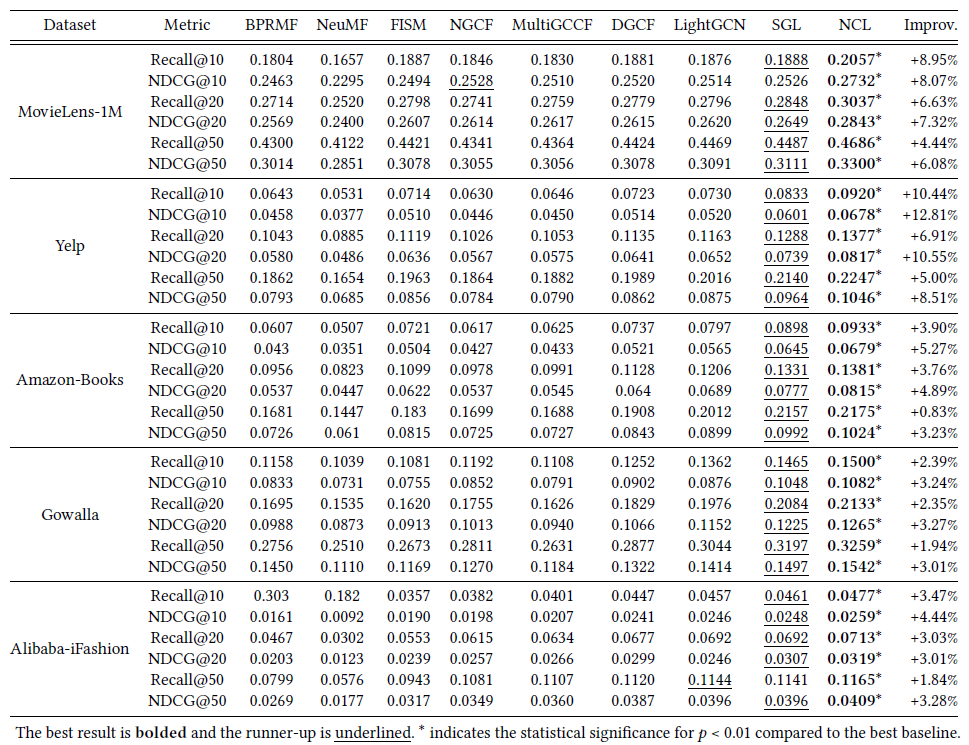 Dataset Metric BPRMF NeuMF FISM NGCF MultiGCCF DGCF LightGCN SGL NCL Improv.
Recall@10 0.1804 0.1657 0.1887 0.1846 0.1830 0.1881 0.1876 0.1888 0.2057* +8.95%
NDCG@10 0.2463 0.2295 0.2494 0.2528 0.2510 0.2520 0.2514 0.2526 0.2732* +8.07%
Recall@20 0.2714 0.2520 0.2798 0.2741 0.2759 0.2779 0.2796 0.2848 0.3037* +6.63%
MovieLens-1M
NDCG@20 0.2569 0.2400 0.2607 0.2614 0.2617 0.2615 0.2620 0.2649 0.2843* +7.32%
Recall@50 0.4300 0.4122 0.4421 0.4341 0.4364 0.4424 0.4469 0.4487 0.4686* +4.44%
NDCG@50 0.3014 0.2851 0.3078 0.3055 0.3056 0.3078 0.3091 0.3111 0.3300* +6.08%
Recall@10 0.0643 0.0531 0.0714 0.0630 0.0646 0.0723 0.0730 0.0833 0.0920* +10.44%
NDCG@10 0.0458 0.0377 0.0510 0.0446 0.0450 0.0514 0.0520 0.0601 0.0678* +12.81%
Recall@20 0.1043 0.0885 0.1119 0.1026 0.1053 0.1135 0.1163 0.1288 0.1377* +6.91%
Yelp
NDCG@20 0.0580 0.0486 0.0636 0.0567 0.0575 0.0641 0.0652 0.0739 0.0817* +10.55%
Recall@50 0.1862 0.1654 0.1963 0.1864 0.1882 0.1989 0.2016 0.2140 0.2247* +5.00%
NDCG@50 0.0793 0.0685 0.0856 0.0784 0.0790 0.0862 0.0875 0.0964 0.1046* +8.51%
Recall@10 0.0607 0.0507 0.0721 0.0617 0.0625 0.0737 0.0797 0.0898 0.0933* +3.90%
NDCG@10 0.043 0.0351 0.0504 0.0427 0.0433 0.0521 0.0565 0.0645 0.0679* +5.27%
Recall@20 0.0956 0.0823 0.1099 0.0978 0.0991 0.1128 0.1206 0.1331 0.1381* +3.76%
Amazon-Books
NDCG@20 0.0537 0.0447 0.0622 0.0537 0.0545 0.064 0.0689 0.0777 0.0815* +4.89%
Recall@50 0.1681 0.1447 0.183 0.1699 0.1688 0.1908 0.2012 0.2157 0.2175* +0.83%
NDCG@50 0.0726 0.061 0.0815 0.0725 0.0727 0.0843 0.0899 0.0992 0.1024* +3.23%
Recall@10 0.1158 0.1039 0.1081 0.1192 0.1108 0.1252 0.1362 0.1465 0.1500* +2.39%
NDCG@10 0.0833 0.0731 0.0755 0.0852 0.0791 0.0902 0.0876 0.1048 0.1082* +3.24%
Recall@20 0.1695 0.1535 0.1620 0.1755 0.1626 0.1829 0.1976 0.2084 0.2133* +2.35%
Gowalla
NDCG@20 0.0988 0.0873 0.0913 0.1013 0.0940 0.1066 0.1152 0.1225 0.1265* +3.27%
Recall@50 0.2756 0.2510 0.2673 0.2811 0.2631 0.2877 0.3044 0.3197 0.3259* +1.94%
NDCG@50 0.1450 0.1110 0.1169 0.1270 0.1184 0.1322 0.1414 0.1497 0.1542* +3.01%
Recall@10 0.303 0.182 0.0357 0.0382 0.0401 0.0447 0.0457 0.0461 0.0477* +3.47%
NDCG@10 0.0161 0.0092 0.0190 0.0198 0.0207 0.0241 0.0246 0.0248 0.0259* +4.44%
Recall@20 0.0467 0.0302 0.0553 0.0615 0.0634 0.0677 0.0692 0.0692 0.0713* +3.03%
Alibaba-iFashion
NDCG@20 0.0203 0.0123 0.0239 0.0257 0.0266 0.0299 0.0246 0.0307 0.0319* +3.01%
Recall@50 0.0799 0.0576 0.0943 0.1081 0.1107 0.1120 0.1144 0.1141 0.1165* +1.84%
NDCG@50 0.0269 0.0177 0.0317 0.0349 0.0360 0.0387 0.0396 0.0396 0.0409* +3.28%
The best result is bolded and the runner-up is underlined. * indicates the statistical significance for p < 0.01 compared to the best baseline.